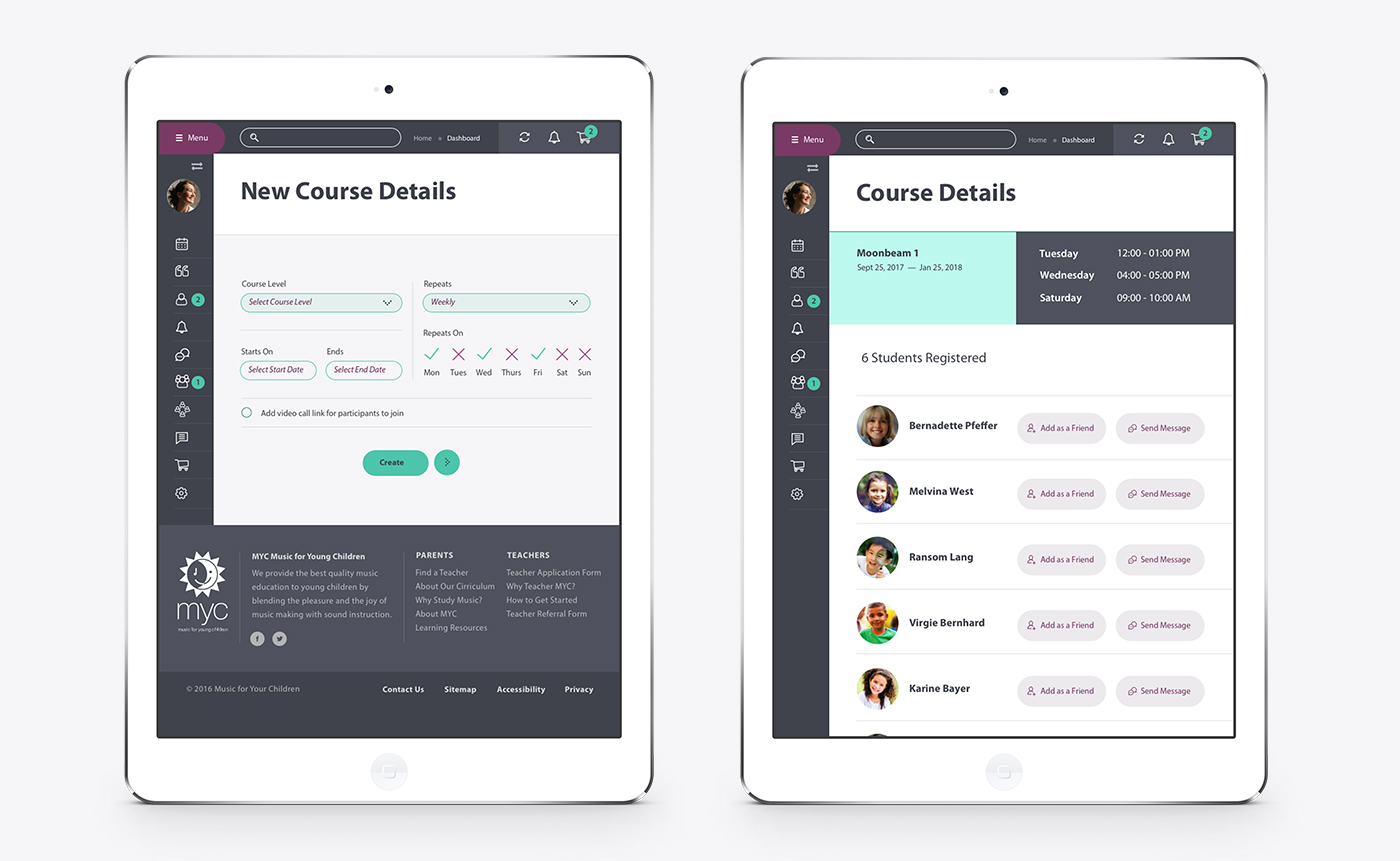 Menu
Home
Dashboard
2
New Course Details
2
1
Course Level
Select Course Level
Repeats
Weekly
Repeats On
Mon Tues Wed Thurs Fri Sat Sun
Starts On
Select Start Date
Ends
Select End Date
Add video call link for participants to join
Create
myc
music for young children
MYC Music for Young Children
We provide the best quality music
education to young children by
blending the pleasure and the joy of
music making with sound instruction.
f
PARENTS
Find a Teacher
About Our Cirriculum
Why Study Music?
About MYC
Learning Resources
TEACHERS
Teacher Application Form
Why Teacher MYC?
How to Get Started
Teacher Referral Form
© 2016 Music for Your Children
Contact Us
Sitemap
Accessibility
Privacy
Menu
Home
Dashboard
2
Course Details
2
1
Moonbeam 1
Sept 25, 2017 — Jan 25, 2018
Tuesday 12:00 - 01:00 PM
Wednesday 04:00 - 05:00 PM
Saturday 09:00 - 10:00 AM
6 Students Registered
Bernadette Pfeffer
Add as a Friend
Send Message
Melvina West
Add as a Friend
Send Message
Ransom Lang
Add as a Friend
Send Message
Virgie Bernhard
Add as a Friend
Send Message
Karine Bayer
Add as a Friend
Send Message